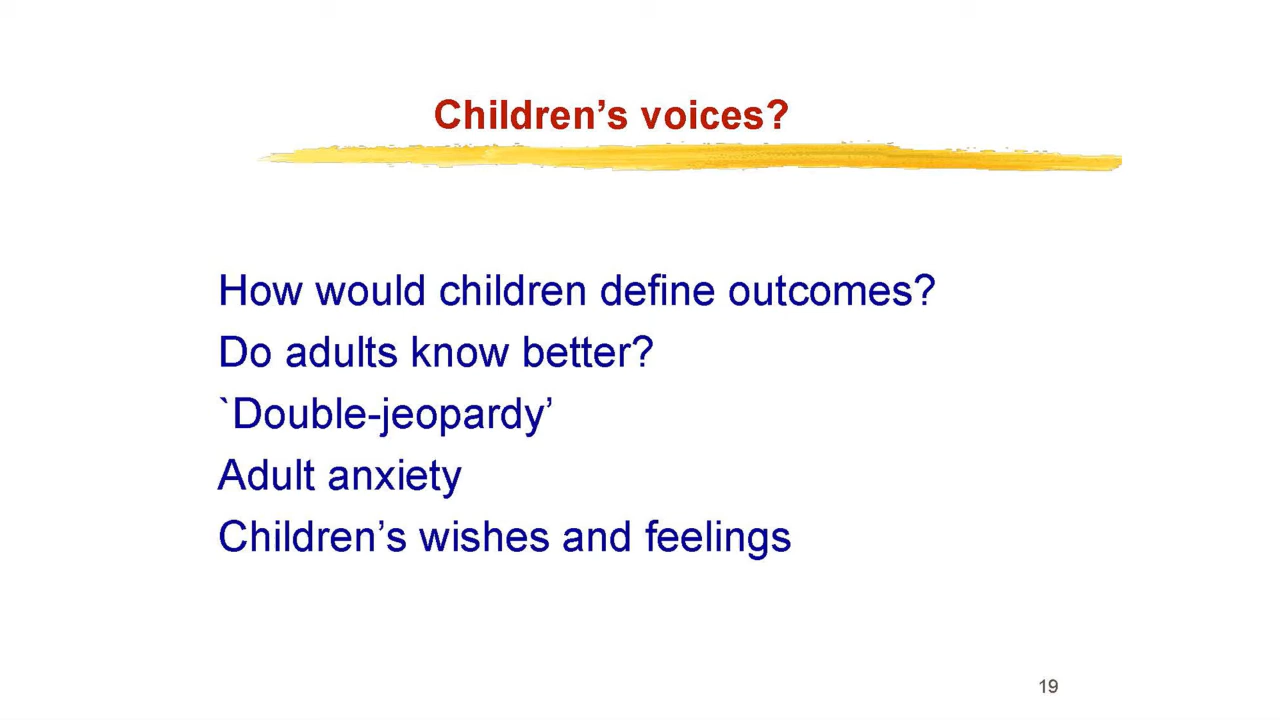 Children’s voices?
How would children define outcomes?
Do adults know better?
`Double-jeopardy’
Adult anxiety
Children’s wishes and feelings
19